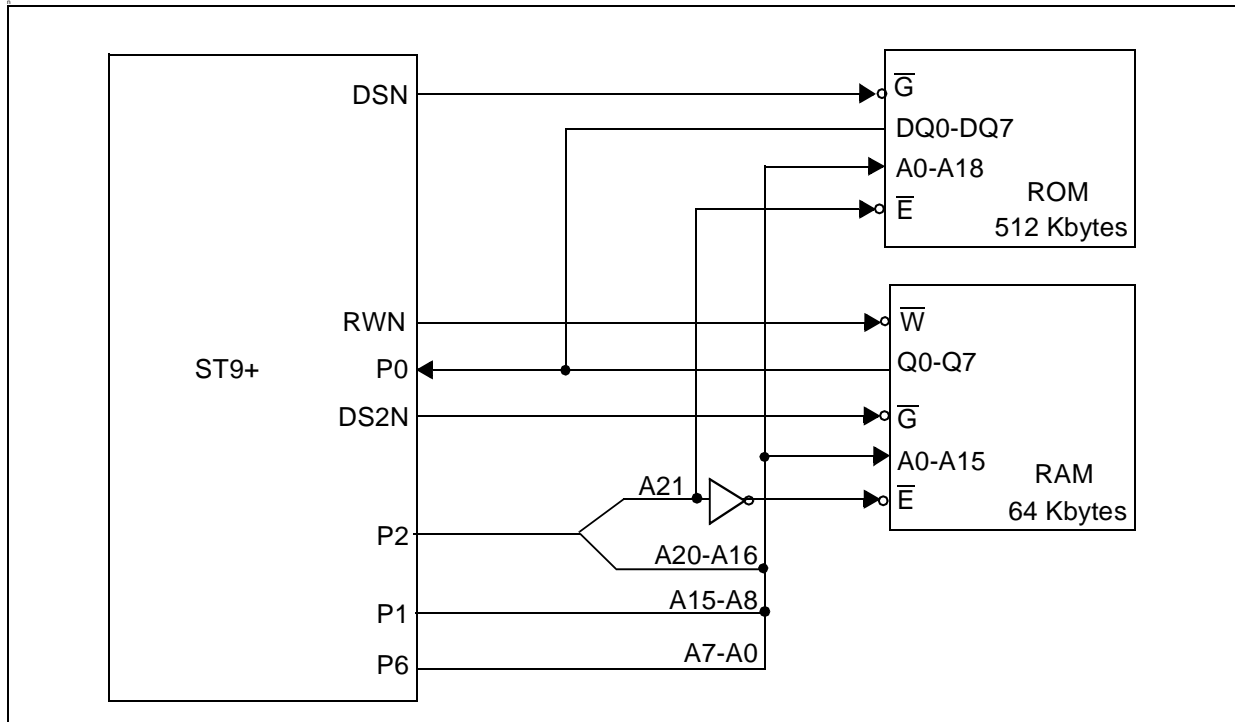 DSN
G
DQ0-DQ7
A0-A18
ROM
E
512 Kbytes
RWN
W
ST9+
P0
Q0-Q7
DS2N
G
A0-A15
A21
RAM
E
64 Kbytes
P2
A20-A16
P1
A15-A8
P6
A7-A0